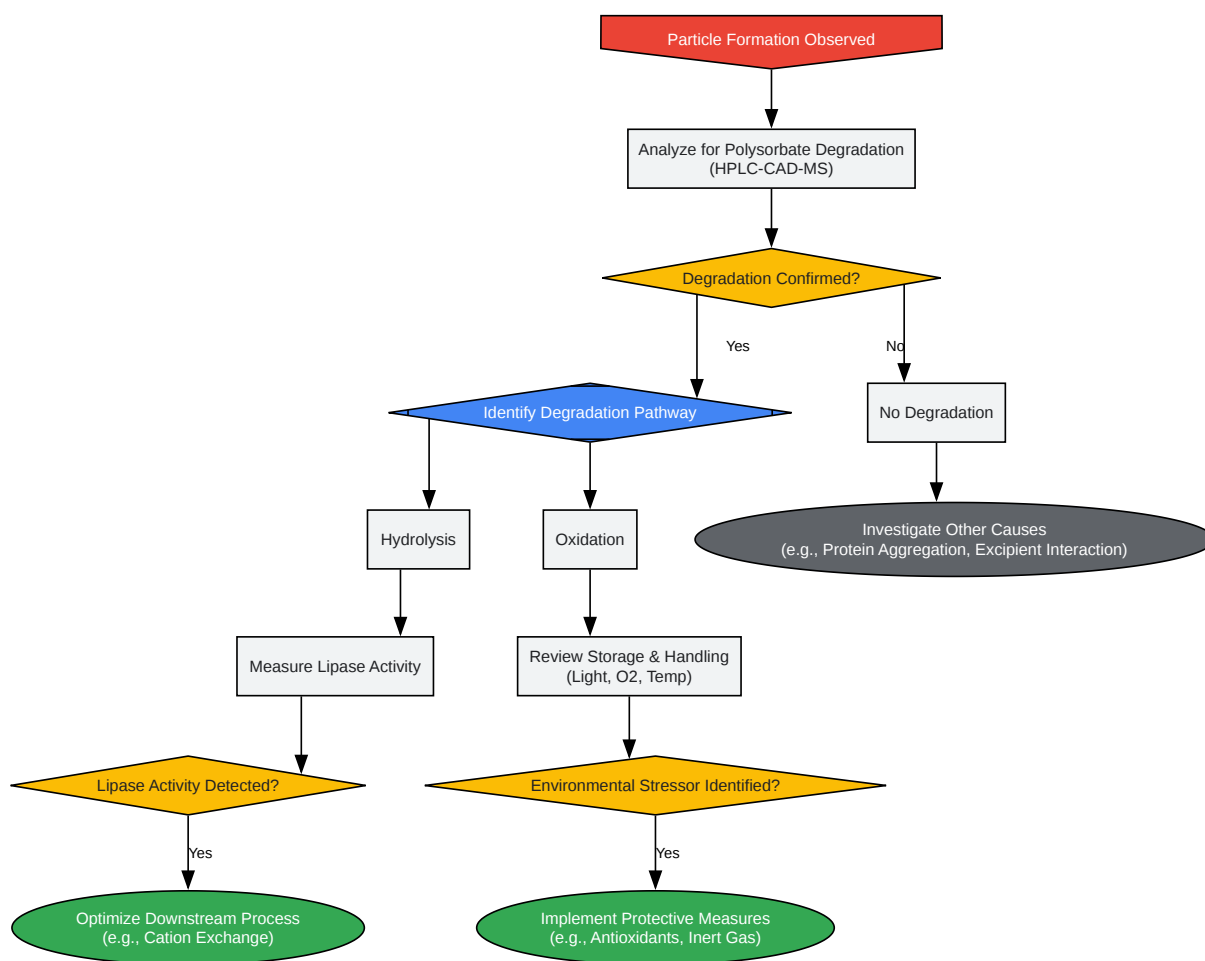 Particle Formation Observed
Analyze for Polysorbate Degradation
(HPLC-CAD-MS)
Degradation Confirmed?
Yes
No
Identify Degradation Pathway
No Degradation
Hydrolysis
Oxidation
Investigate Other Causes
(e.g., Protein Aggregation, Excipient Interaction)
Measure Lipase Activity
Review Storage & Handling
(Light, O2, Temp)
Lipase Activity Detected?
Environmental Stressor Identified?
Yes
Yes
Optimize Downstream Process
(e.g., Cation Exchange)
Implement Protective Measures
(e.g., Antioxidants, Inert Gas)